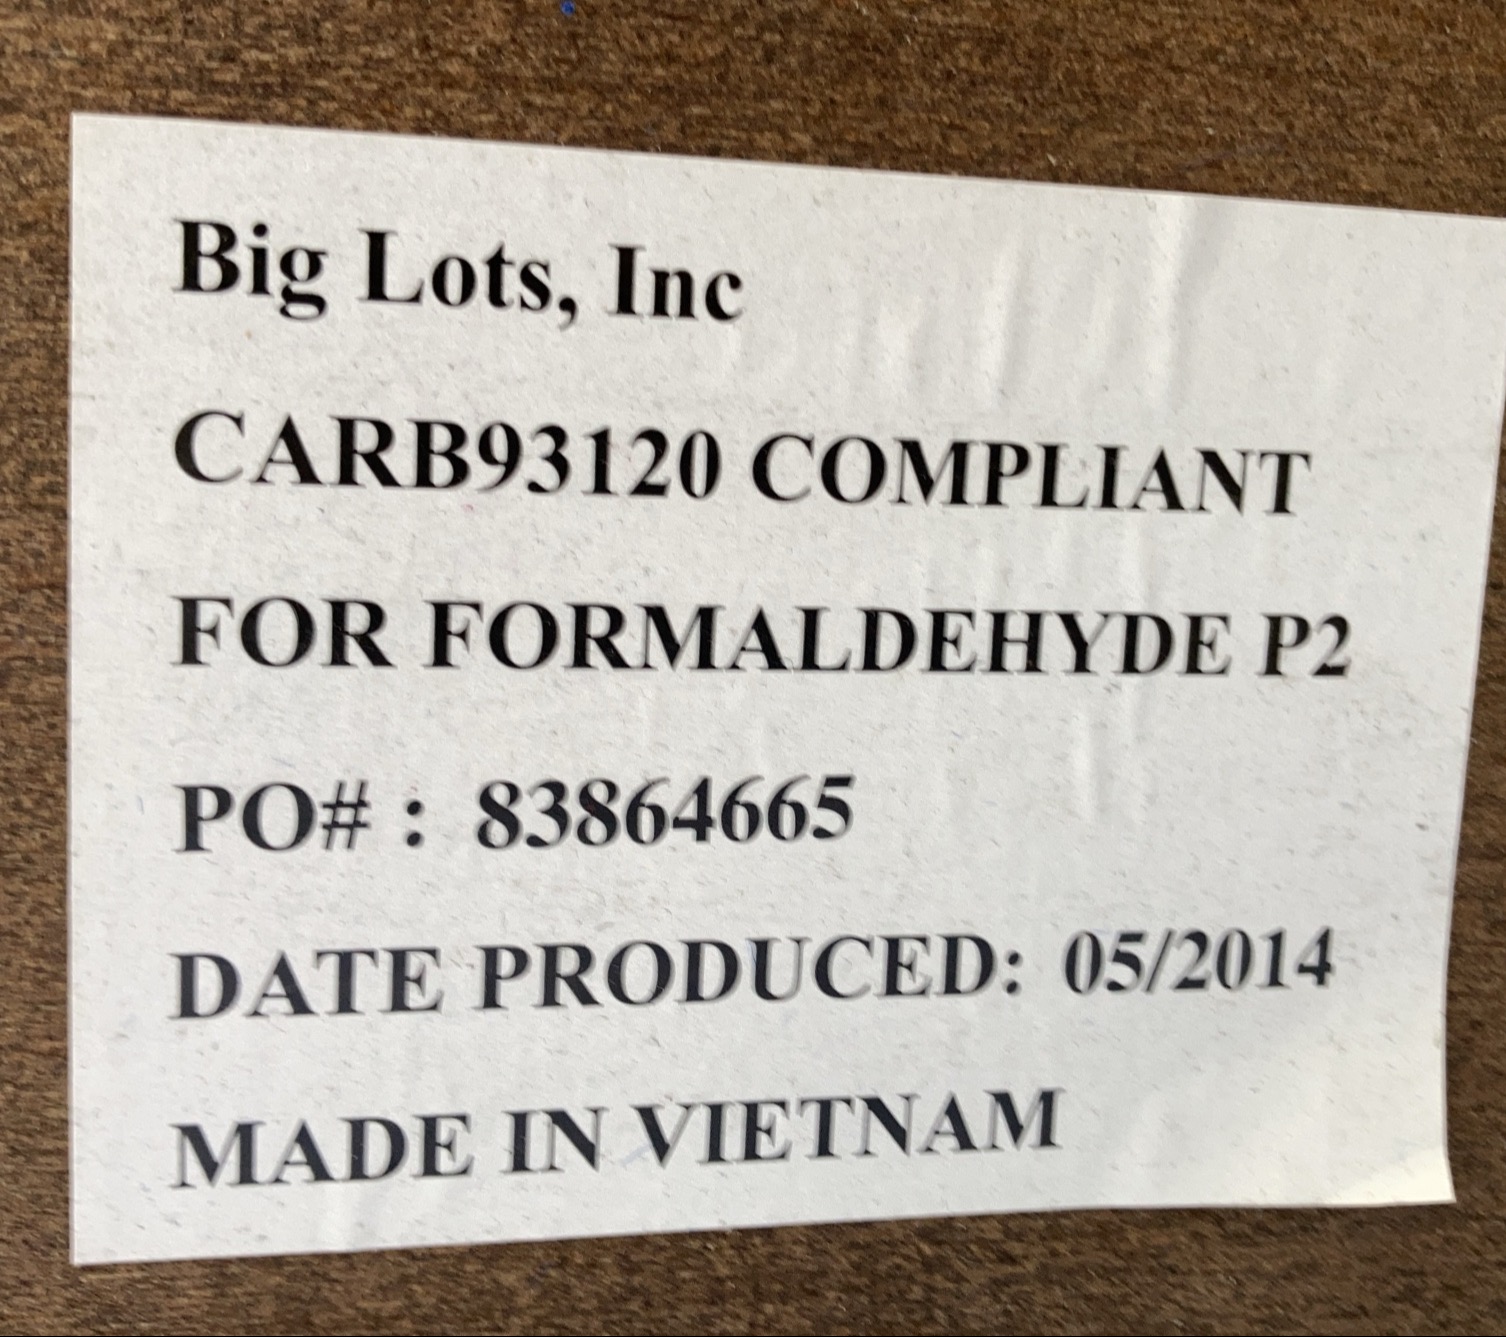 Big Lots, Inc
CARB93120 COMPLIANT
FOR FORMALDEHYDE P2
PO# : 83864665
DATE PRODUCED: 05/2014
MADE IN VIETNAM